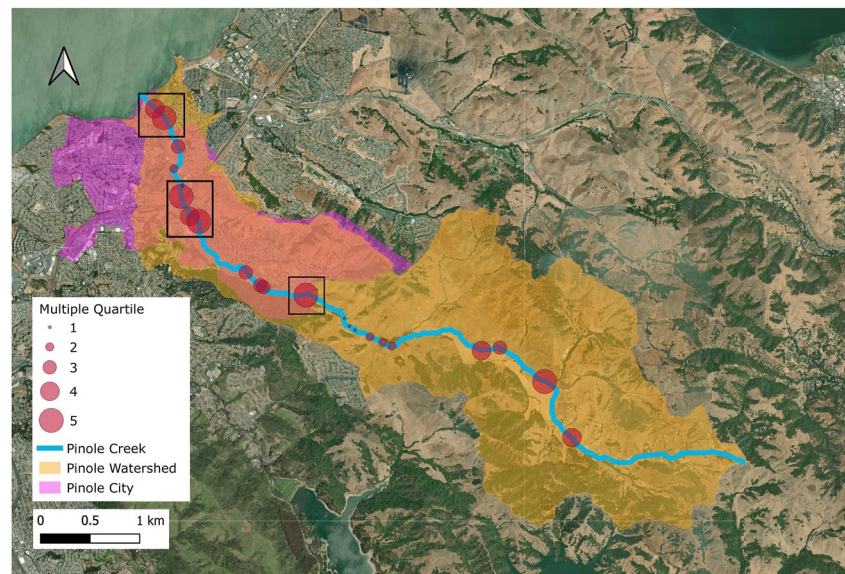 Multiple Quartile
1
2
3
4
5
Pinole Creek
Pinole Watershed
Pinole City
0 0.5 1 km